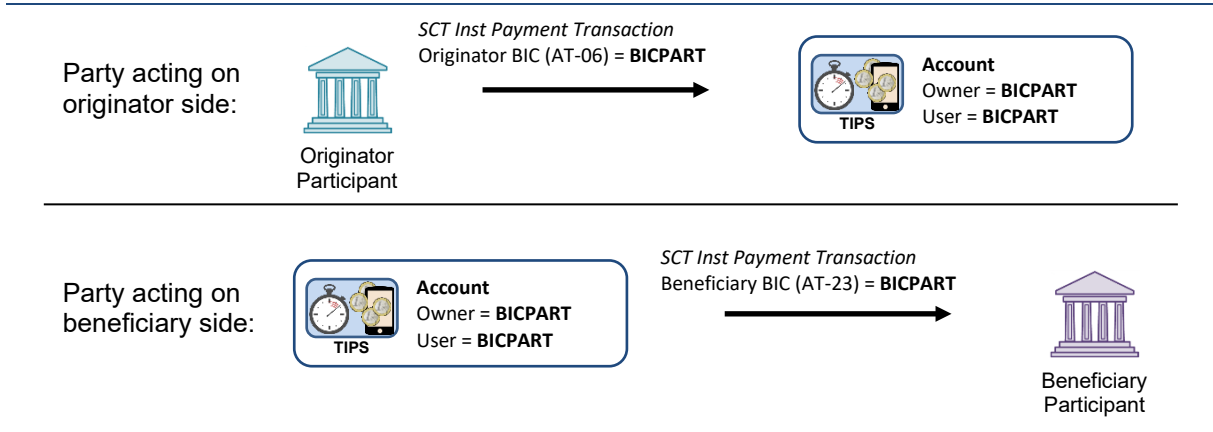 SCT Inst Payment Transaction
Originator BIC (AT-06) = BICPART
Party acting on
originator side:
Originator
Participant
TIPS
Account
Owner = BICPART
User = BICPART
Party acting on
beneficiary side:
TIPS
Account
Owner = BICPART
User = BICPART
SCT Inst Payment Transaction
Beneficiary BIC (AT-23) = BICPART
Beneficiary
Participant